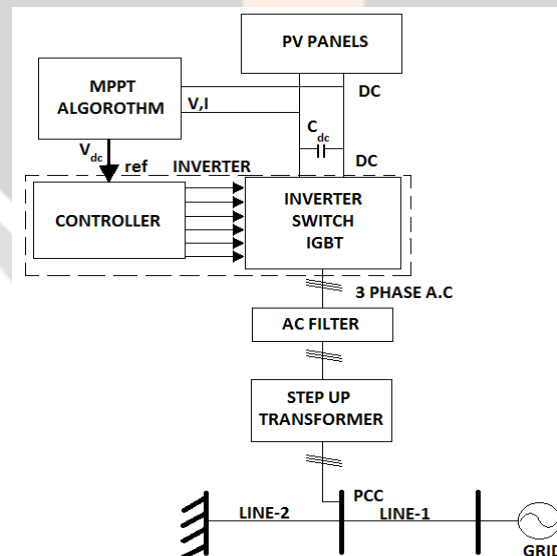 PV PANELS
MPPT
ALGOROTHM
DC
V,I
C
dc
V
dc
ref
INVERTER
DC
CONTROLLER
INVERTER
SWITCH
IGBT
3 PHASE A.C
AC FILTER
STEP UP
TRANSFORMER
PCC
LINE-2
LINE-1
GRID